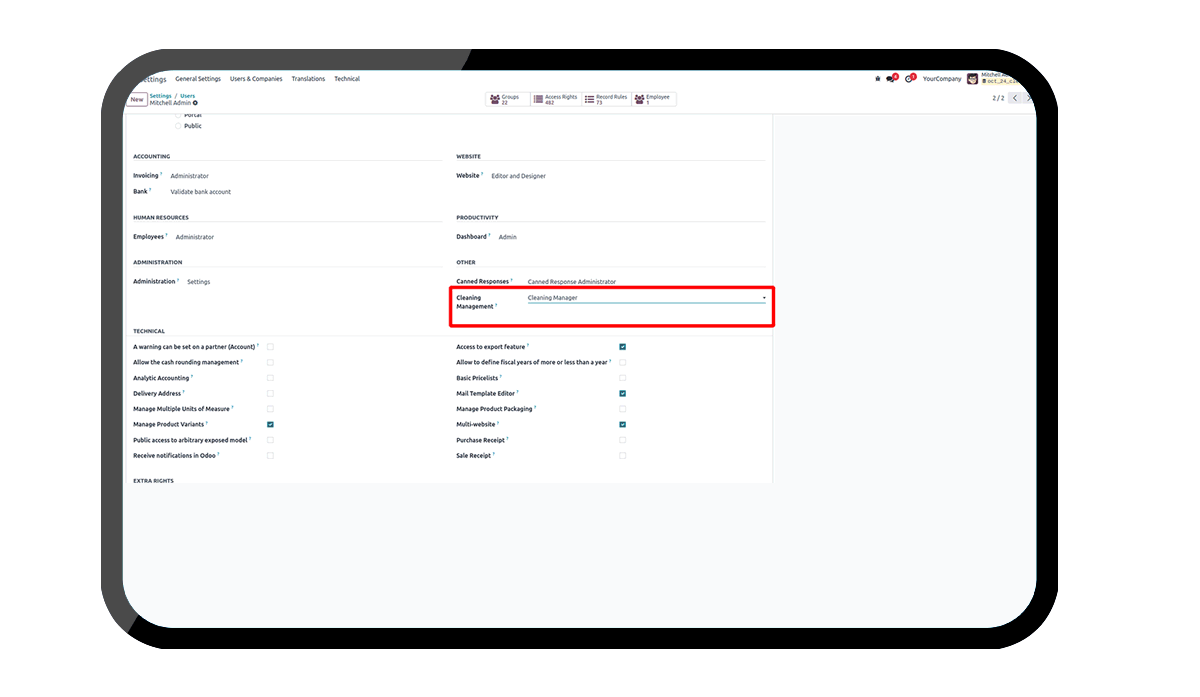 ettings General Settings Users & Companies Translations Technical
4 1 YourCompany Mitchell Ad
oct_24_cl
New Settings / Users
Mitchell Admin
Groups 22 Access Rights 482 Record Rules 73 Employee 1
2 / 2
Portal
Public
ACCOUNTING
Invoicing ? Administrator
Bank ? Validate bank account
WEBSITE
Website ? Editor and Designer
HUMAN RESOURCES
Employees ? Administrator
PRODUCTIVITY
Dashboard ? Admin
ADMINISTRATION
Administration ? Settings
OTHER
Canned Responses ? Canned Response Administrator
Cleaning Management ? Cleaning Manager
TECHNICAL
A warning can be set on a partner (Account) ?
Access to export feature ?
Allow the cash rounding management ?
Allow to define fiscal years of more or less than a year ?
Analytic Accounting ?
Basic Pricelists ?
Delivery Address ?
Mail Template Editor ?
Manage Multiple Units of Measure ?
Manage Product Packaging ?
Manage Product Variants ?
Multi-website ?
Public access to arbitrary exposed model ?
Purchase Receipt ?
Receive notifications in Odoo ?
Sale Receipt ?
EXTRA RIGHTS